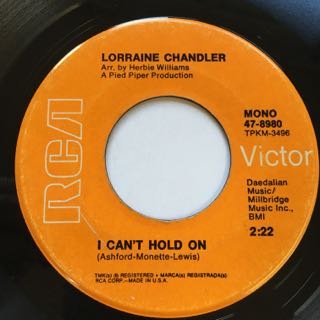 LORRAINE CHANDLER
Arr. by Herbie Williams
A Pied Piper Production
MONO
47-8980
TPKM-3496
RCA
Victor
Daedalian
Music/
Millbridge
Music Inc.,
BMI
2:22
I CAN'T HOLD ON
(Ashford-Monette-Lewis)
TMK(s) ® REGISTERED • MARCA(s) REGISTRADA(s)
RCA CORP.-MADE IN U.S.A.